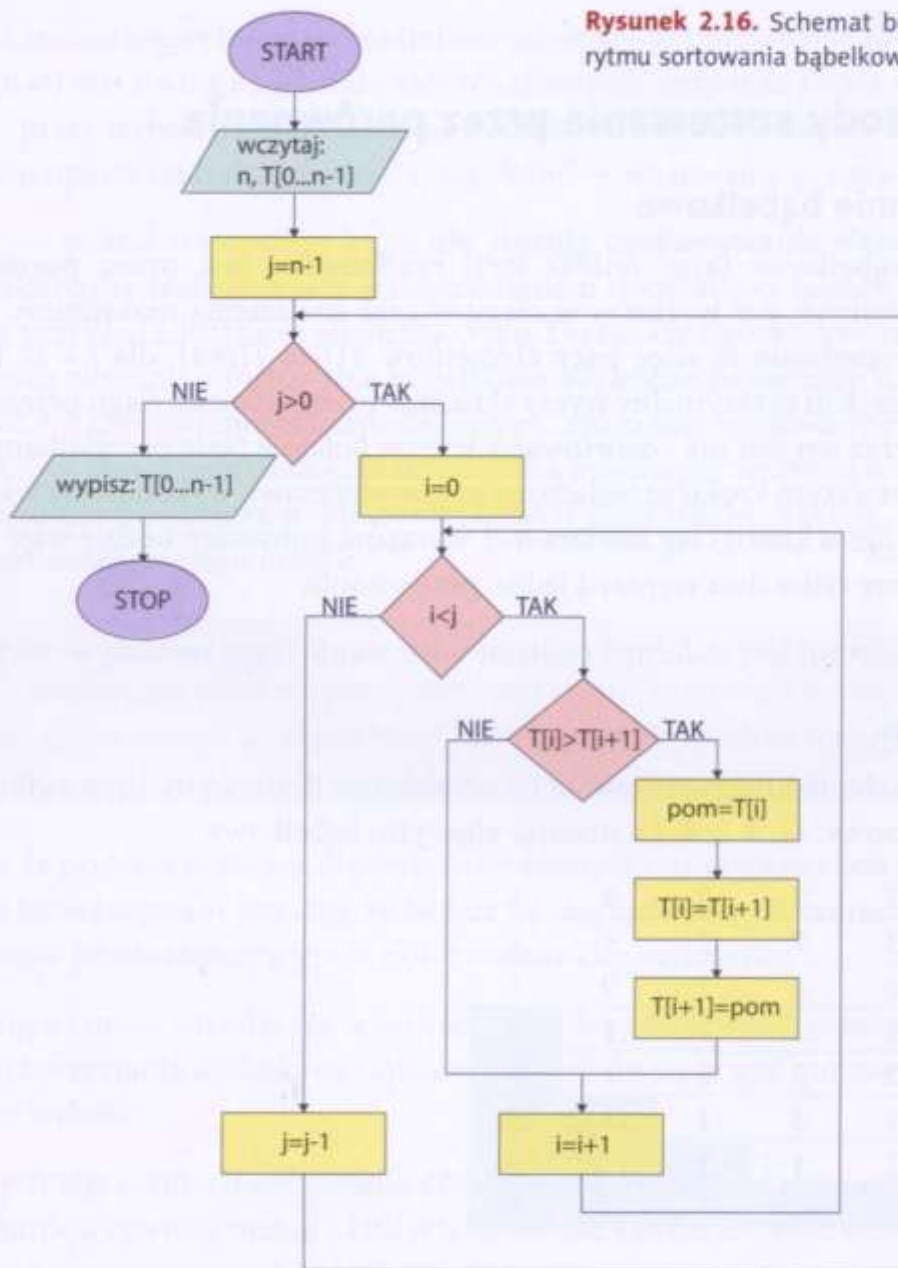 Rysunek 2.16. Schemat
rytmu sortowania
START
wczytaj:
n, T[0...n-1]
j=n-1
NIE
j>0
TAK
wypisz: T[0...n-1]
i=0
STOP
NIE
i<j
TAK
NIE
T[i]>T[i+1]
TAK
pom=T[i]
T[i]=T[i+1]
T[i+1]=pom
j=j-1
i=i+1